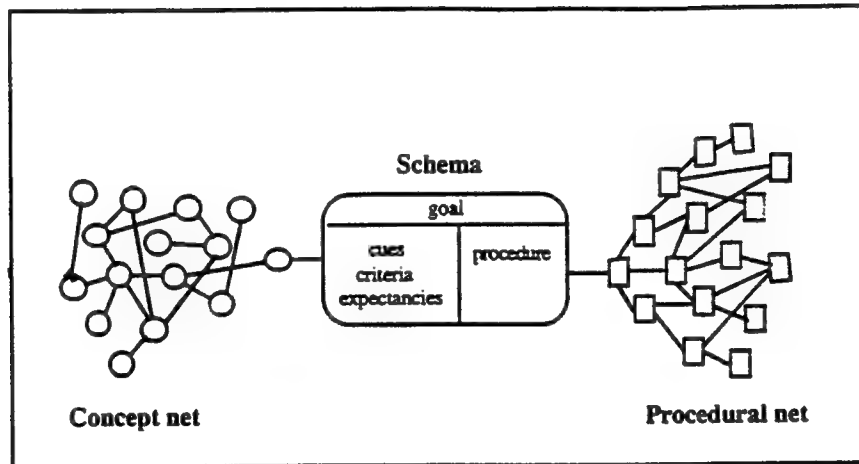 Schema
goal
cues
criteria
expectancies
procedure
Concept net
Procedural net